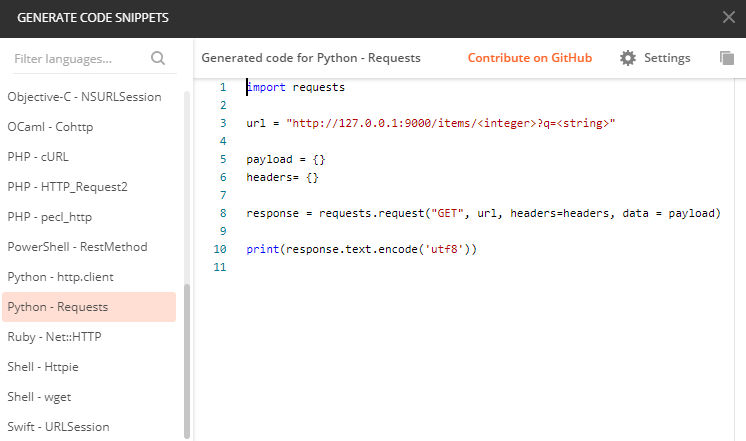 GENERATE CODE SNIPPETS
Filter languages...
Objective-C - NSURLSession
OCaml - Cohttp
PHP - cURL
PHP - HTTP_Request2
PHP - pecl_http
PowerShell - RestMethod
Python - http.client
Python - Requests
Ruby - Net::HTTP
Shell - Httpie
Shell - wget
Swift - URLSession
Generated code for Python - Requests
Contribute on GitHub
Settings
1 import requests
2
3 url = "http://127.0.0.1:9000/items/<integer>?q=<string>"
4
5 payload = {}
6 headers= {}
7
8 response = requests.request("GET", url, headers=headers, data = payload)
9
10 print(response.text.encode('utf8'))
11